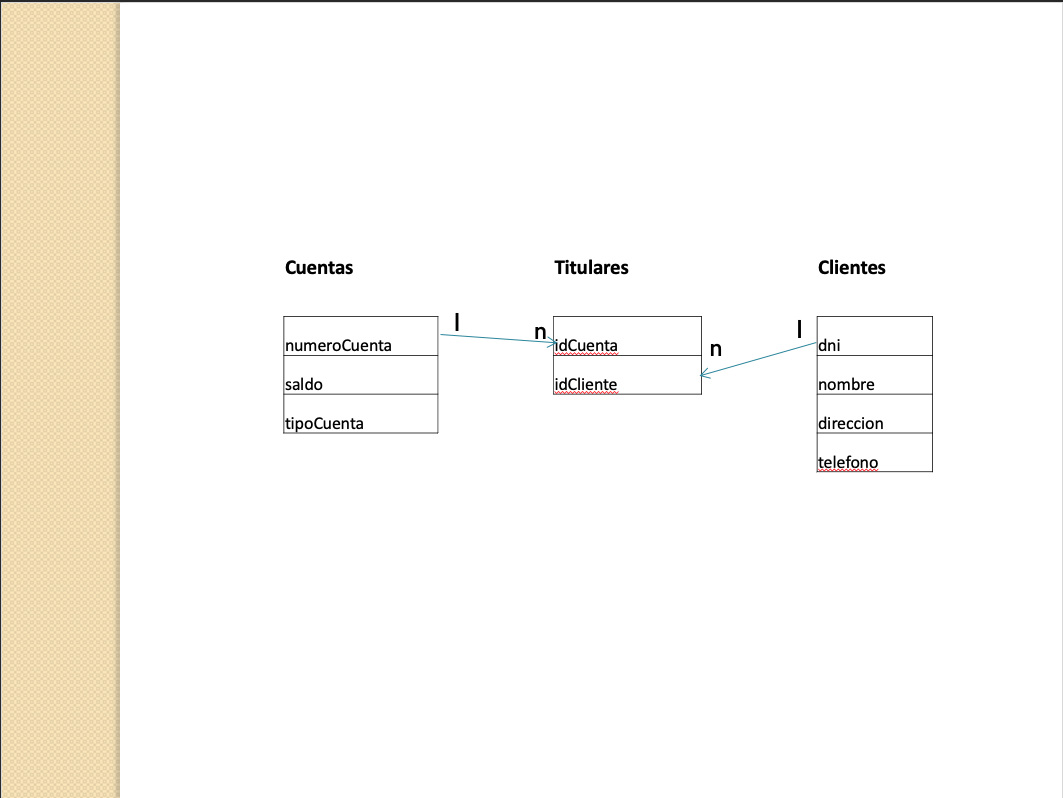 Cuentas
Titulares
Clientes
numeroCuenta
saldo
tipoCuenta
l
n
idCuenta
idCliente
n
l
dni
nombre
direccion
telefono